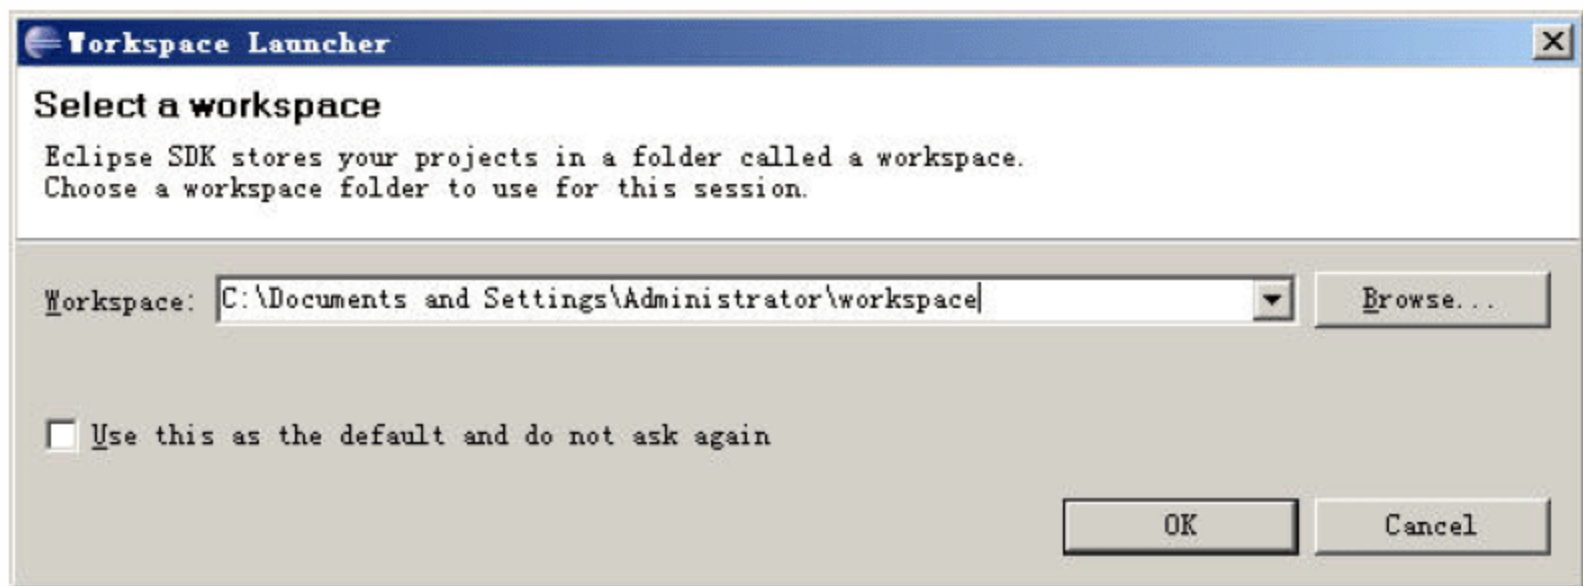 Workspace Launcher
Select a workspace
Eclipse SDK stores your projects in a folder called a workspace.
Choose a workspace folder to use for this session.
Workspace: C:\Documents and Settings\Administrator\workspace Browse...
Use this as the default and do not ask again
OK Cancel